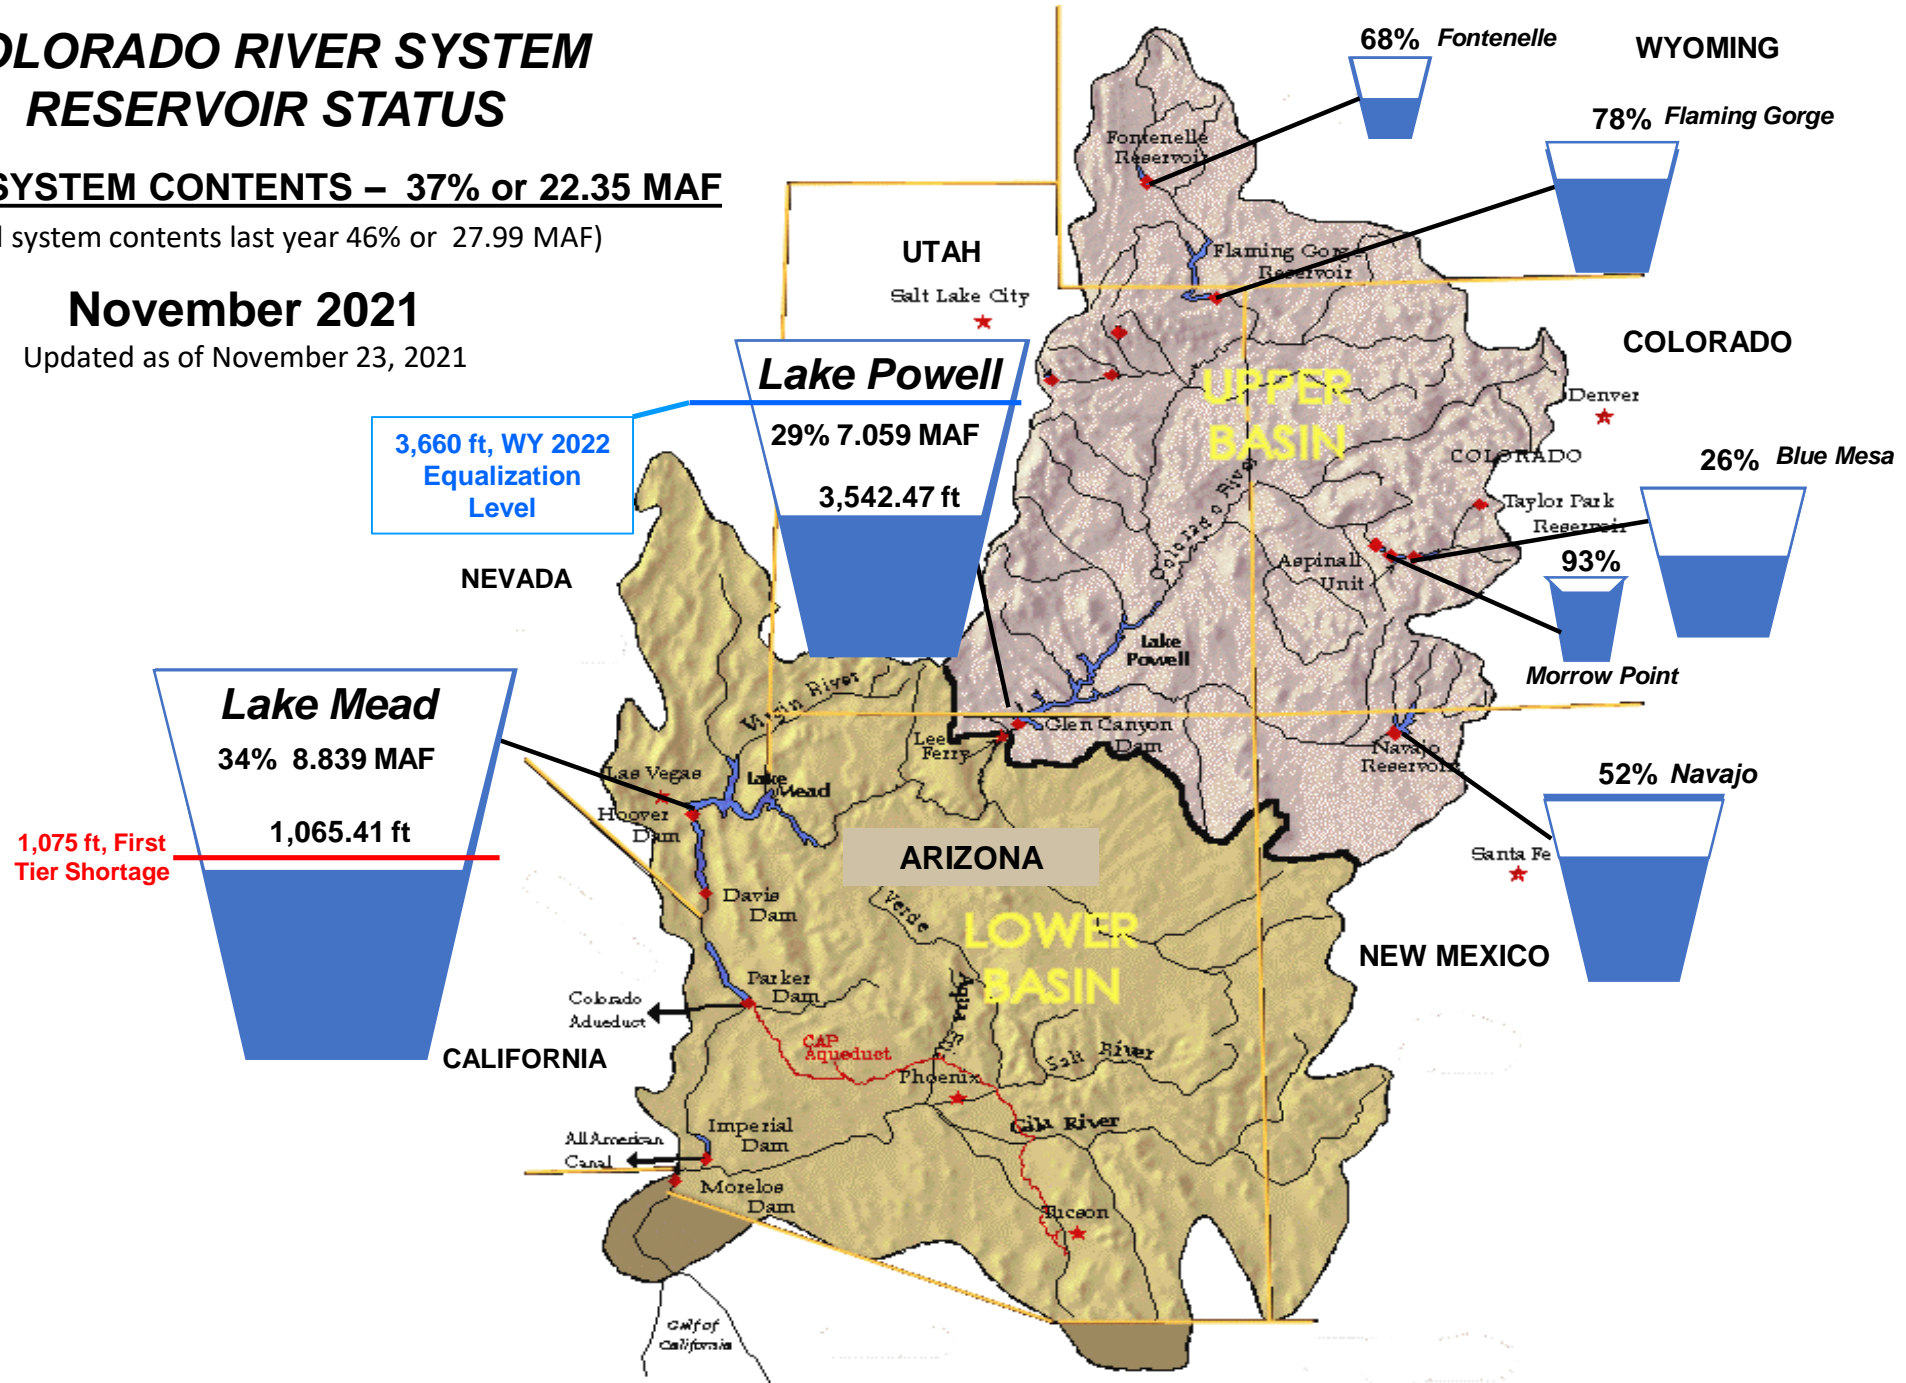 OLORADO RIVER SYSTEM
RESERVOIR STATUS
SYSTEM CONTENTS – 37% or 22.35 MAF
system contents last year 46% or 27.99 MAF)
November 2021
Updated as of November 23, 2021
68% Fontenelle
WYOMING
78% Flaming Gorge
Fontenelle
Reservoir
UTAH
Salt Lake City
Flaming Gorge
Reservoir
COLORADO
Lake Powell
29% 7.059 MAF
3,542.47 ft
3,660 ft, WY 2022
Equalization
Level
UPPER
BASIN
Denver
COLORADO
26% Blue Mesa
Colorado River
Taylor Park
Reservoir
Aspinall
Unit
93%
Morrow Point
NEVADA
Lake
Powell
Lake Mead
34% 8.839 MAF
1,065.41 ft
1,075 ft, First
Tier Shortage
Virgin River
Glen Canyon
Dam
Lee
Ferry
Navajo
Reservoir
52% Navajo
Las Vegas
Lake
Mead
Hoover
Dam
ARIZONA
Santa Fe
Davis
Dam
Verde
LOWER
BASIN
NEW MEXICO
Parker
Dam
Colorado
Adueduct
CALIFORNIA
CAP
Aqueduct
Salt River
Phoenix
Gila River
Imperial
Dam
All American
Canal
Morelos
Dam
Tucson
Gulf of
California